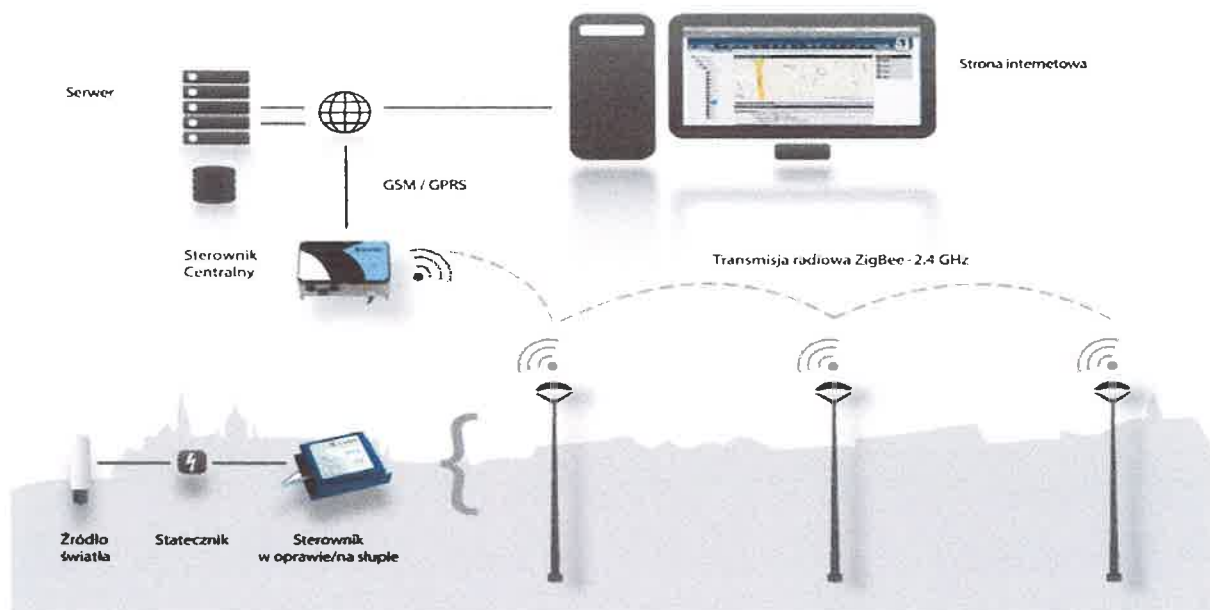 Serwer
Strona internetowa
GSM / GPRS
Sterownik
Centralny
Transmisja radiowa ZigBee - 2.4 GHz
Źródło
światła
Statecznik
Sterownik
w oprawie/na słupie